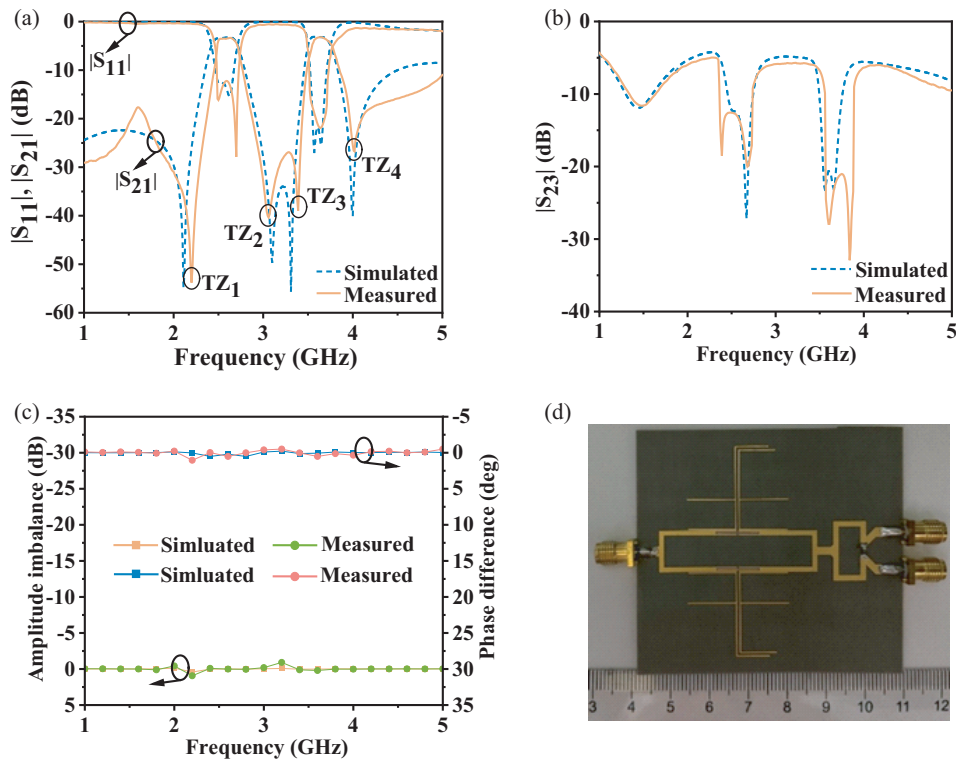 (a)
|S11|, |S21| (dB)
0
-10
-20
-30
-40
-50
-60
|S11|
|S21|
TZ1
TZ2
TZ3
TZ4
Simulated
Measured
1 2 3 4 5
Frequency (GHz)
(b)
|S23| (dB)
0
-10
-20
-30
-40
Simulated
Measured
1 2 3 4 5
Frequency (GHz)
(c)
Amplitude imbalance (dB)
-35
-30
-25
-20
-15
-10
-5
0
5
Simluated Measured
Simluated Measured
-5
0
5
10
15
20
25
30
35
Phase difference (deg)
1 2 3 4 5
Frequency (GHz)
(d)
3 4 5 6 7 8 9 10 11 12